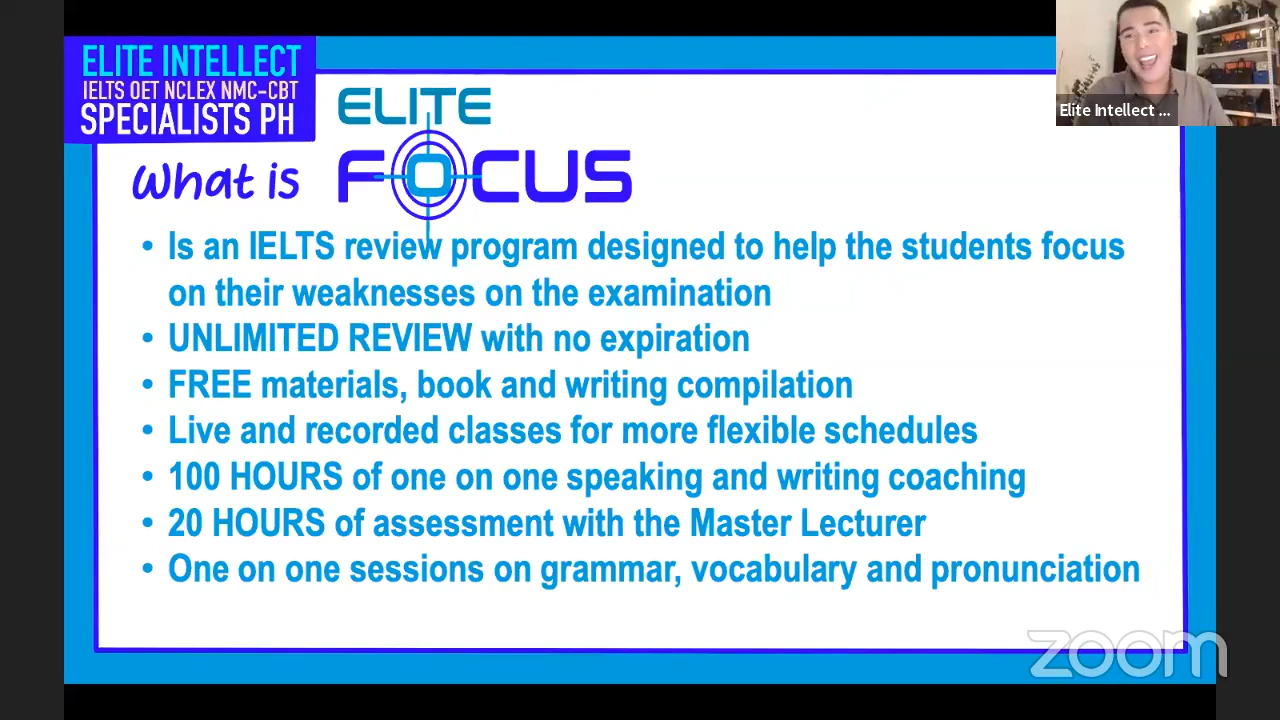 ELITE INTELLECT
IELTS OET NCLEX NMC-CBT
SPECIALISTS PH
ELITE
What is FOCUS
• Is an IELTS review program designed to help the students focus
on their weaknesses on the examination
• UNLIMITED REVIEW with no expiration
• FREE materials, book and writing compilation
• Live and recorded classes for more flexible schedules
• 100 HOURS of one on one speaking and writing coaching
• 20 HOURS of assessment with the Master Lecturer
• One on one sessions on grammar, vocabulary and pronunciation
Elite Intellect ...
zoom